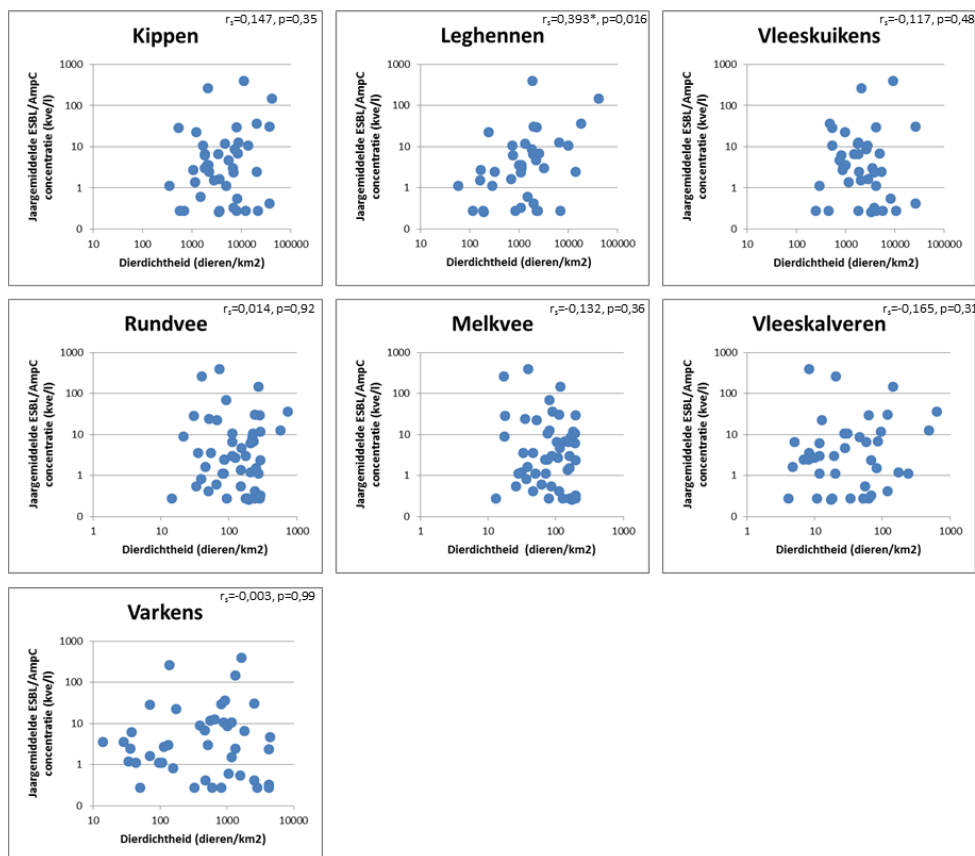 rs=0,147, p=0,35
Kippen
Jaargemiddelde ESBL/AmpC
concentratie (kve/l)
1000
100
10
1
0
10 100 1000 10000 100000
Dierdichtheid (dieren/km2)
rs=0,393*, p=0,016
Leghennen
Jaargemiddelde ESBL/AmpC
concentratie (kve/l)
1000
100
10
1
0
10 100 1000 10000 100000
Dierdichtheid (dieren/km2)
rs=-0,117, p=0,48
Vleeskuikens
Jaargemiddelde ESBL/AmpC
concentratie (kve/l)
1000
100
10
1
0
10 100 1000 10000 100000
Dierdichtheid (dieren/km2)
rs=0,014, p=0,92
Rundvee
Jaargemiddelde ESBL/AmpC
concentratie (kve/l)
1000
100
10
1
0
1 10 100 1000
Dierdichtheid (dieren/km2)
rs=-0,132, p=0,36
Melkvee
Jaargemiddelde ESBL/AmpC
concentratie (kve/l)
1000
100
10
1
0
1 10 100 1000
Dierdichtheid (dieren/km2)
rs=-0,165, p=0,31
Vleeskalveren
Jaargemiddelde ESBL/AmpC
concentratie (kve/l)
1000
100
10
1
0
1 10 100 1000
Dierdichtheid (dieren/km2)
rs=-0,003, p=0,99
Varkens
Jaargemiddelde ESBL/AmpC
concentratie (kve/l)
1000
100
10
1
0
10 100 1000 10000
Dierdichtheid (dieren/km2)